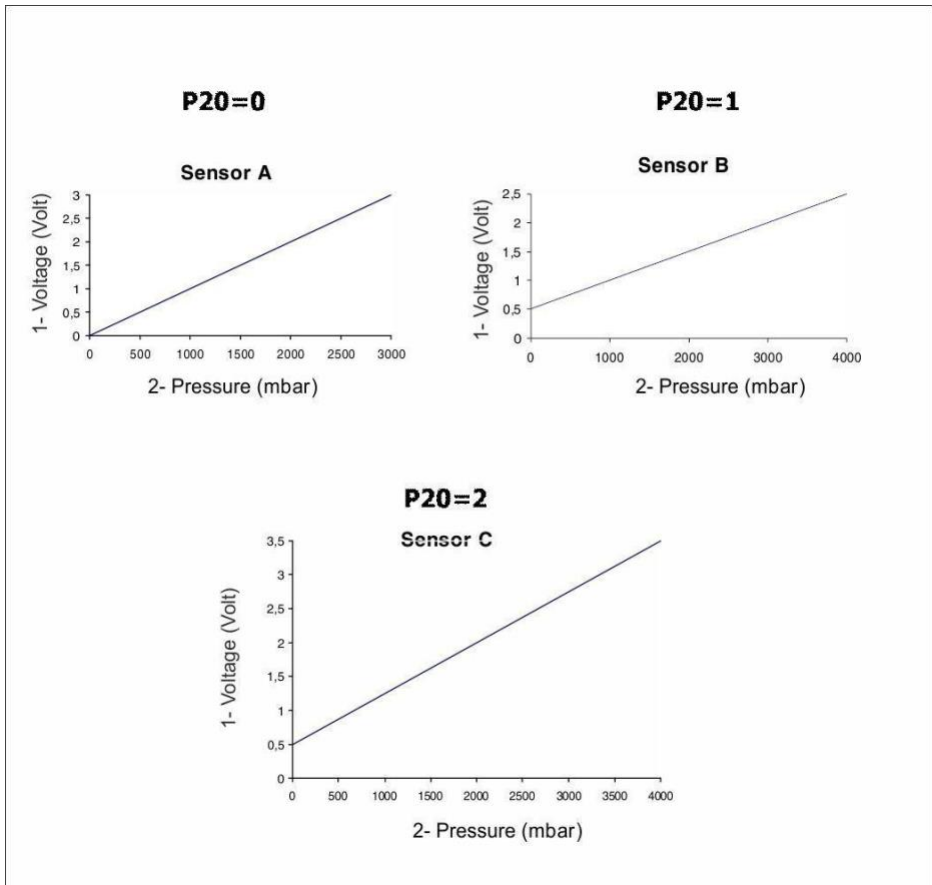 P20=0
Sensor A
1- Voltage (Volt)
3
2,5
2
1,5
1
0,5
0
0 500 1000 1500 2000 2500 3000
2- Pressure (mbar)
P20=1
Sensor B
1- Voltage (Volt)
2,5
2
1,5
1
0,5
0
0 1000 2000 3000 4000
2- Pressure (mbar)
P20=2
Sensor C
1- Voltage (Volt)
3,5
3
2,5
2
1,5
1
0,5
0
0 500 1000 1500 2000 2500 3000 3500 4000
2- Pressure (mbar)